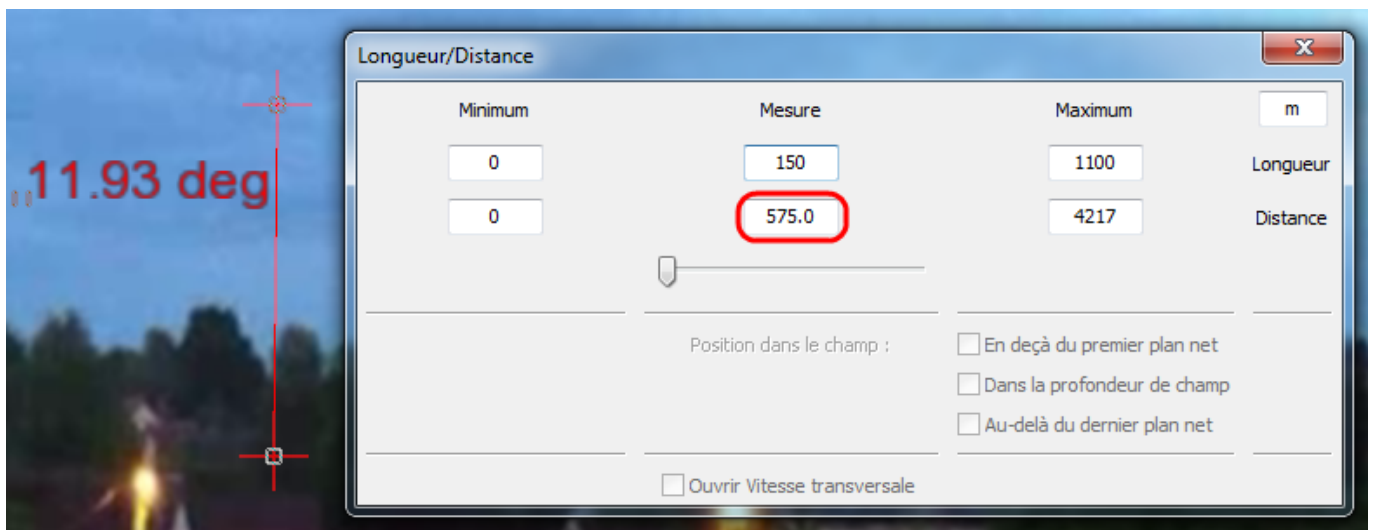 Longueur/Distance
Minimum Mesure Maximum m
0 150 1100 Longueur
0 575.0 4217 Distance
11.93 deg
Position dans le champ : En deçà du premier plan net
Dans la profondeur de champ
Au-delà du dernier plan net
Ouvrir Vitesse transversale